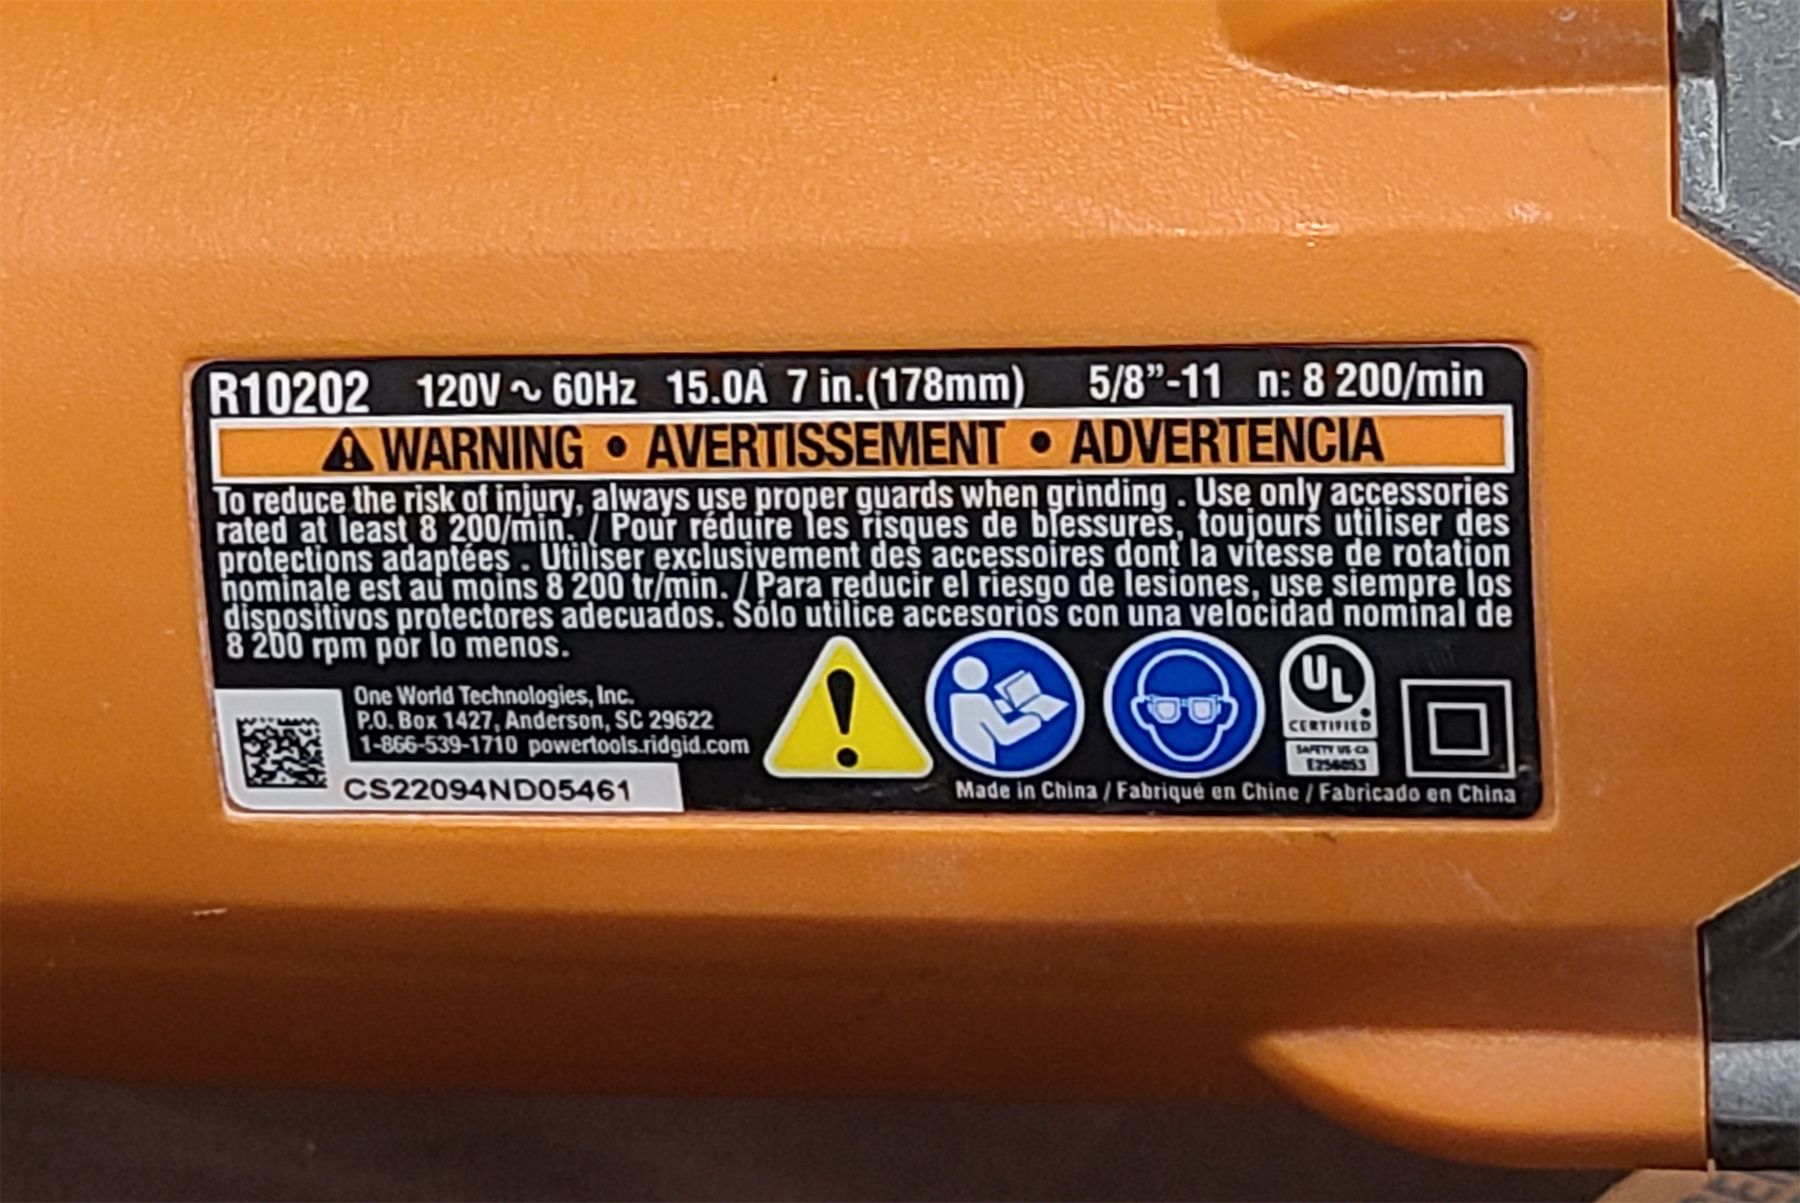 R10202 120V ~ 60Hz 15.0A 7 in.(178mm) 5/8”-11 n: 8 200/min
WARNING • AVERTISSEMENT • ADVERTENCIA
To reduce the risk of injury, always use proper guards when grinding . Use only accessories
rated at least 8 200/min. / Pour réduire les risques de blessures, toujours utiliser des
protections adaptées . Utiliser exclusivement des accessoires dont la vitesse de rotation
nominale est au moins 8 200 tr/min. / Para reducir el riesgo de lesiones, use siempre los
dispositivos protectores adecuados. Sólo utilice accesorios con una velocidad nominal de
8 200 rpm por lo menos.
One World Technologies, Inc.
P.O. Box 1427, Anderson, SC 29622
1-866-539-1710 powertools.ridgid.com
CS22094ND05461
UL
CERTIFIED
SAFETY US-CA
E256053
Made in China / Fabriqué en Chine / Fabricado en China